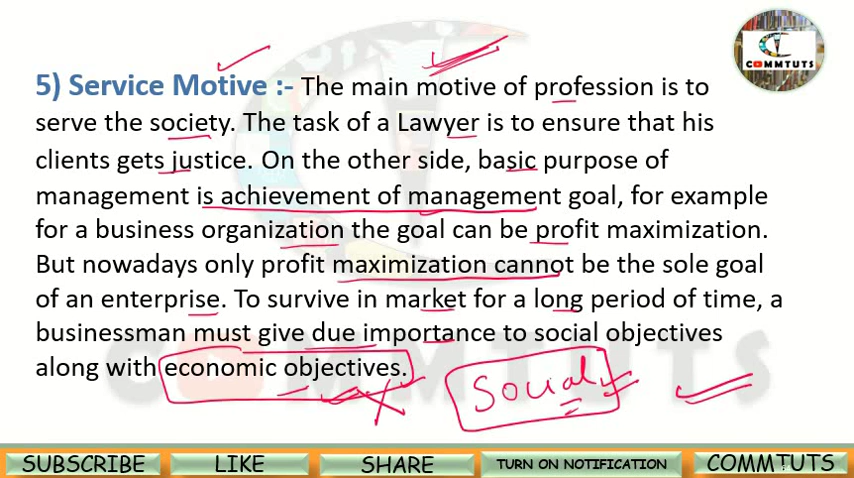 COMMTUTS
5) Service Motive :- The main motive of profession is to
serve the society. The task of a Lawyer is to ensure that his
clients gets justice. On the other side, basic purpose of
management is achievement of management goal, for example
for a business organization the goal can be profit maximization.
But nowadays only profit maximization cannot be the sole goal
of an enterprise. To survive in market for a long period of time, a
businessman must give due importance to social objectives
along with economic objectives.
Social
COMMTUTS
SUBSCRIBE
LIKE
SHARE
TURN ON NOTIFICATION
COMMTUTS